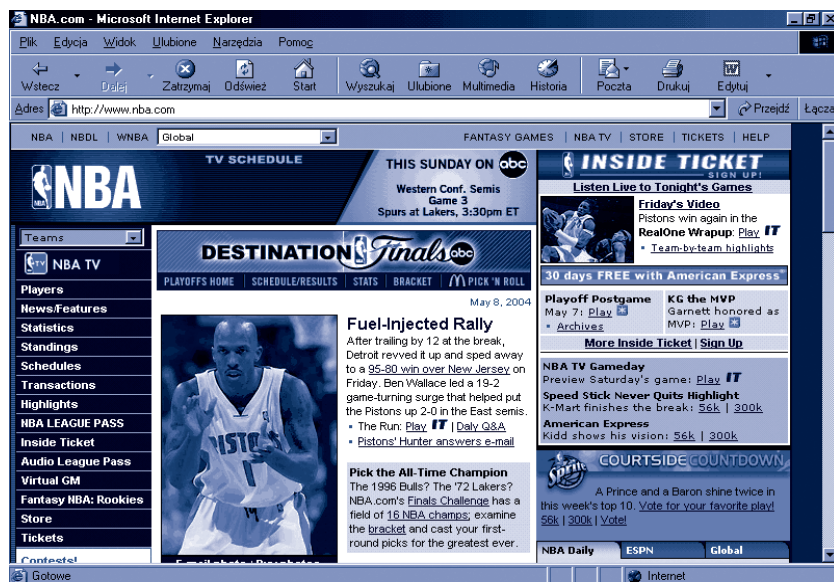 NBA.com - Microsoft Internet Explorer
Plik Edycja Widok Ulubione Narzędzia Pomoc
Wstecz Dalej Zatrzymaj Odśwież Start Wyszukaj Ulubione Multimedia Historia Poczta Drukuj Edytuj
Adres http://www.nba.com Przejdź Łącza
NBA | NBDL | WNBA Global FANTASY GAMES | NBA TV | STORE | TICKETS | HELP
NBA
TV SCHEDULE
THIS SUNDAY ON abc
Western Conf. Semis
Game 3
Spurs at Lakers, 3:30pm ET
INSIDE TICKET
SIGN UP!
Listen Live to Tonight's Games
Friday's Video
Pistons win again in the
RealOne Wrapup: Play IT
Team-by-team highlights
30 days FREE with American Express
Playoff Postgame
May 7: Play
Archives
KG the MVP
Garnett honored as
MVP: Play
More Inside Ticket | Sign Up
NBA TV Gameday
Preview Saturday's game: Play IT
Speed Stick Never Quits Highlight
K-Mart finishes the break: 56k | 300k
American Express
Kidd shows his vision: 56k | 300k
Sprite COURTSIDE COUNTDOWN
A Prince and a Baron shine twice in
this week's top 10. Vote for your favorite play!
56k | 300k | Vote!
NBA Daily ESPN Global
Teams
NBA TV
Players
News/Features
Statistics
Standings
Schedules
Transactions
Highlights
NBA LEAGUE PASS
Inside Ticket
Audio League Pass
Virtual GM
Fantasy NBA: Rookies
Store
Tickets
Contests!
DESTINATION Finals abc
PLAYOFFS HOME | SCHEDULE/RESULTS | STATS | BRACKET | PICK 'N ROLL
May 8, 2004
PISTONS
Fuel-Injected Rally
After trailing by 12 at the break,
Detroit revved it up and sped away
to a 95-80 win over New Jersey on
Friday. Ben Wallace led a 19-2
game-turning surge that helped put
the Pistons up 2-0 in the East semis.
The Run: Play IT | Daly Q&A
Pistons' Hunter answers e-mail
Pick the All-Time Champion
The 1996 Bulls? The '72 Lakers?
NBA.com's Finals Challenge has a
field of 16 NBA champs; examine
the bracket and cast your first-
round picks for the greatest ever.
Gotowe Internet